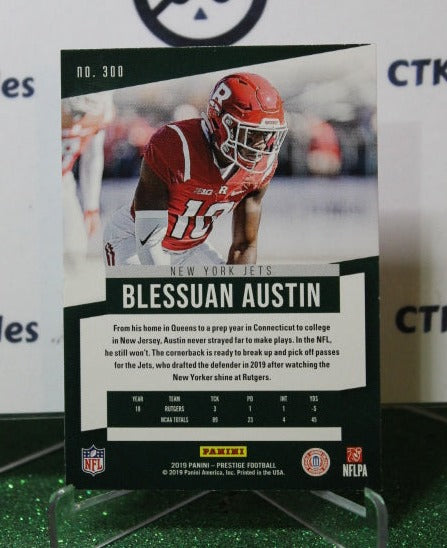 CTK
NO. 300
R
10
NEW YORK JETS
BLESSUAN AUSTIN
From his home in Queens to a prep year in Connecticut to college
in New Jersey, Austin never strayed far to make plays. In the NFL,
he still won't. The cornerback is ready to break up and pick off passes
for the Jets, who drafted the defender in 2019 after watching the
New Yorker shine at Rutgers.
YEAR TEAM TCK PD INT YDS
18 RUTGERS 3 1 1 -5
NCAA TOTALS 89 23 4 45
NFL
PANINI
NFLPA
2019 PANINI – PRESTIGE FOOTBALL
© 2019 Panini America, Inc. Printed in the USA.